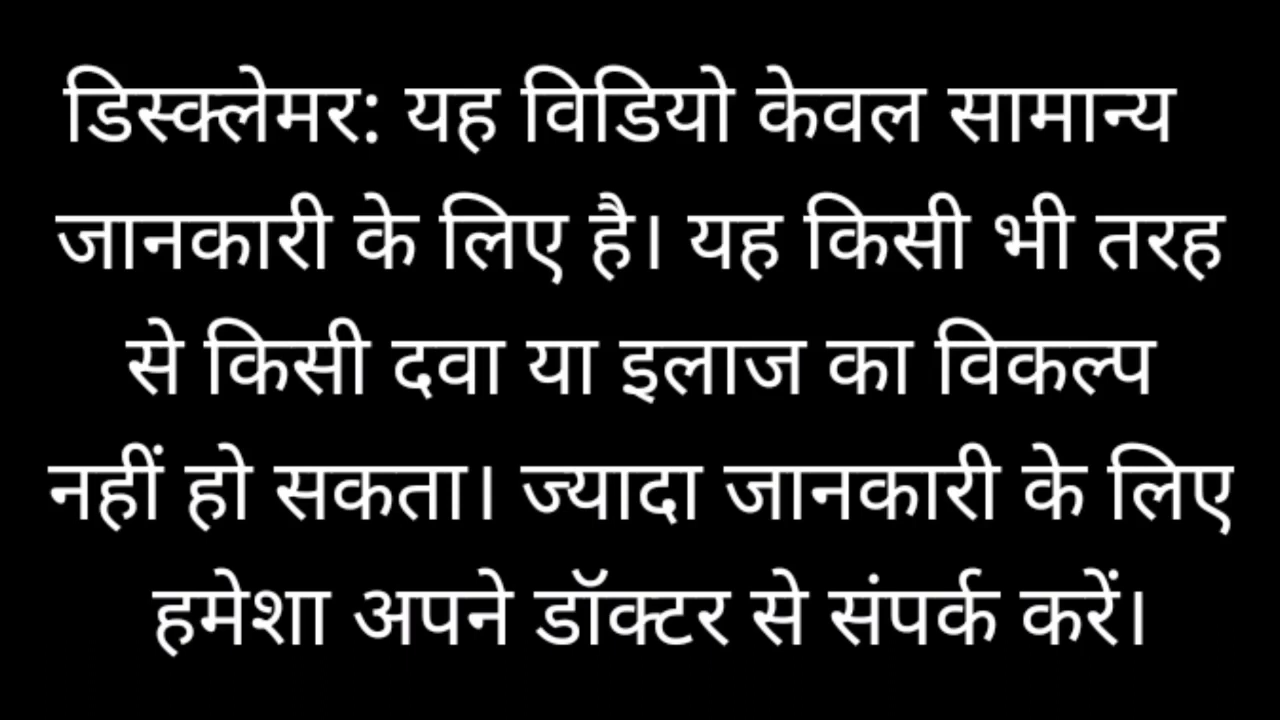 डिस्क्लेमर: यह विडियो केवल सामान्य
जानकारी के लिए है। यह किसी भी तरह
से किसी दवा या इलाज का विकल्प
नहीं हो सकता। ज्यादा जानकारी के लिए
हमेशा अपने डॉक्टर से संपर्क करें।